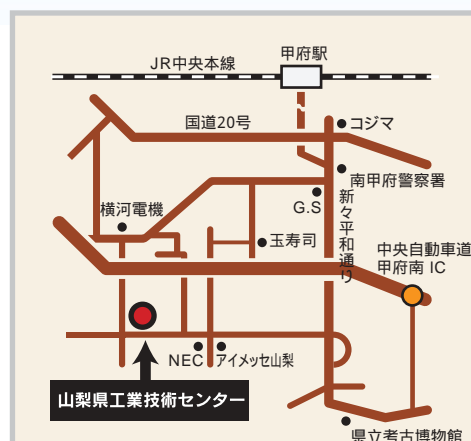 甲府駅
JR中央本線
国道20号
コジマ
南甲府警察署
G.S
新々平和通り
横河電機
玉寿司
中央自動車道
甲府南 IC
NEC
アイメッセ山梨
山梨県工業技術センター
県立考古博物館